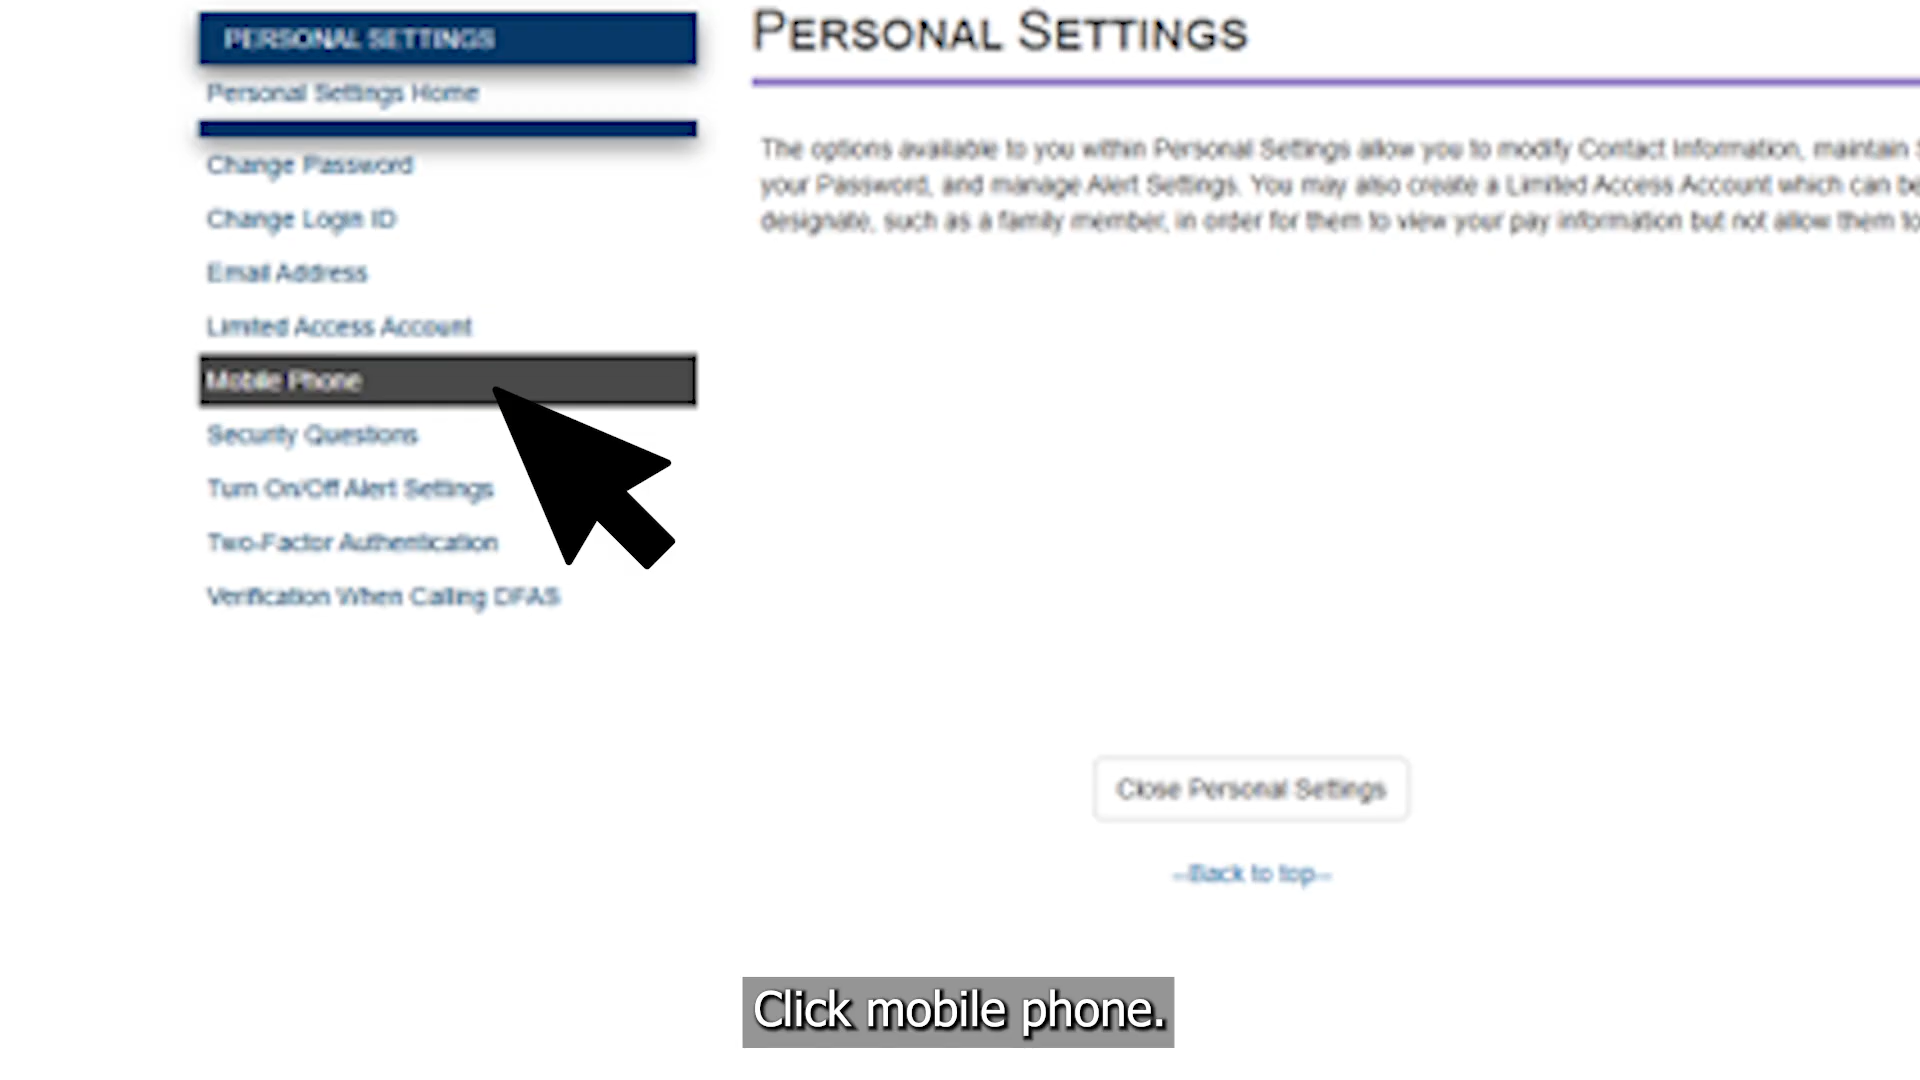 PERSONAL SETTINGS
Personal Settings Home
Change Password
Change Login ID
Email Address
Limited Access Account
Mobile Phone
Security Questions
Turn On/Off Alert Settings
Two-Factor Authentication
Verification When Calling DFAS
PERSONAL SETTINGS
The options available to you within Personal Settings allow you to modify Contact Information, maintain
your Password, and manage Alert Settings. You may also create a Limited Access Account which can be
designate, such as a family member, in order for them to view your pay information but not allow them to
Close Personal Settings
--Back to top--
Click mobile phone.